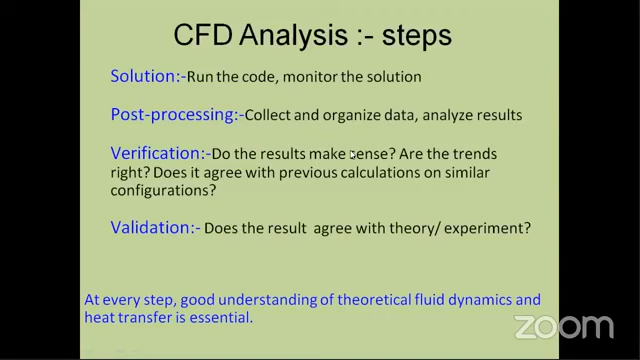 CFD Analysis :- steps
Solution:-Run the code, monitor the solution
Post-processing:-Collect and organize data, analyze results
Verification:-Do the results make sense? Are the trends
right? Does it agree with previous calculations on similar
configurations?
Validation:- Does the result agree with theory/ experiment?
At every step, good understanding of theoretical fluid dynamics and
heat transfer is essential.
zoom